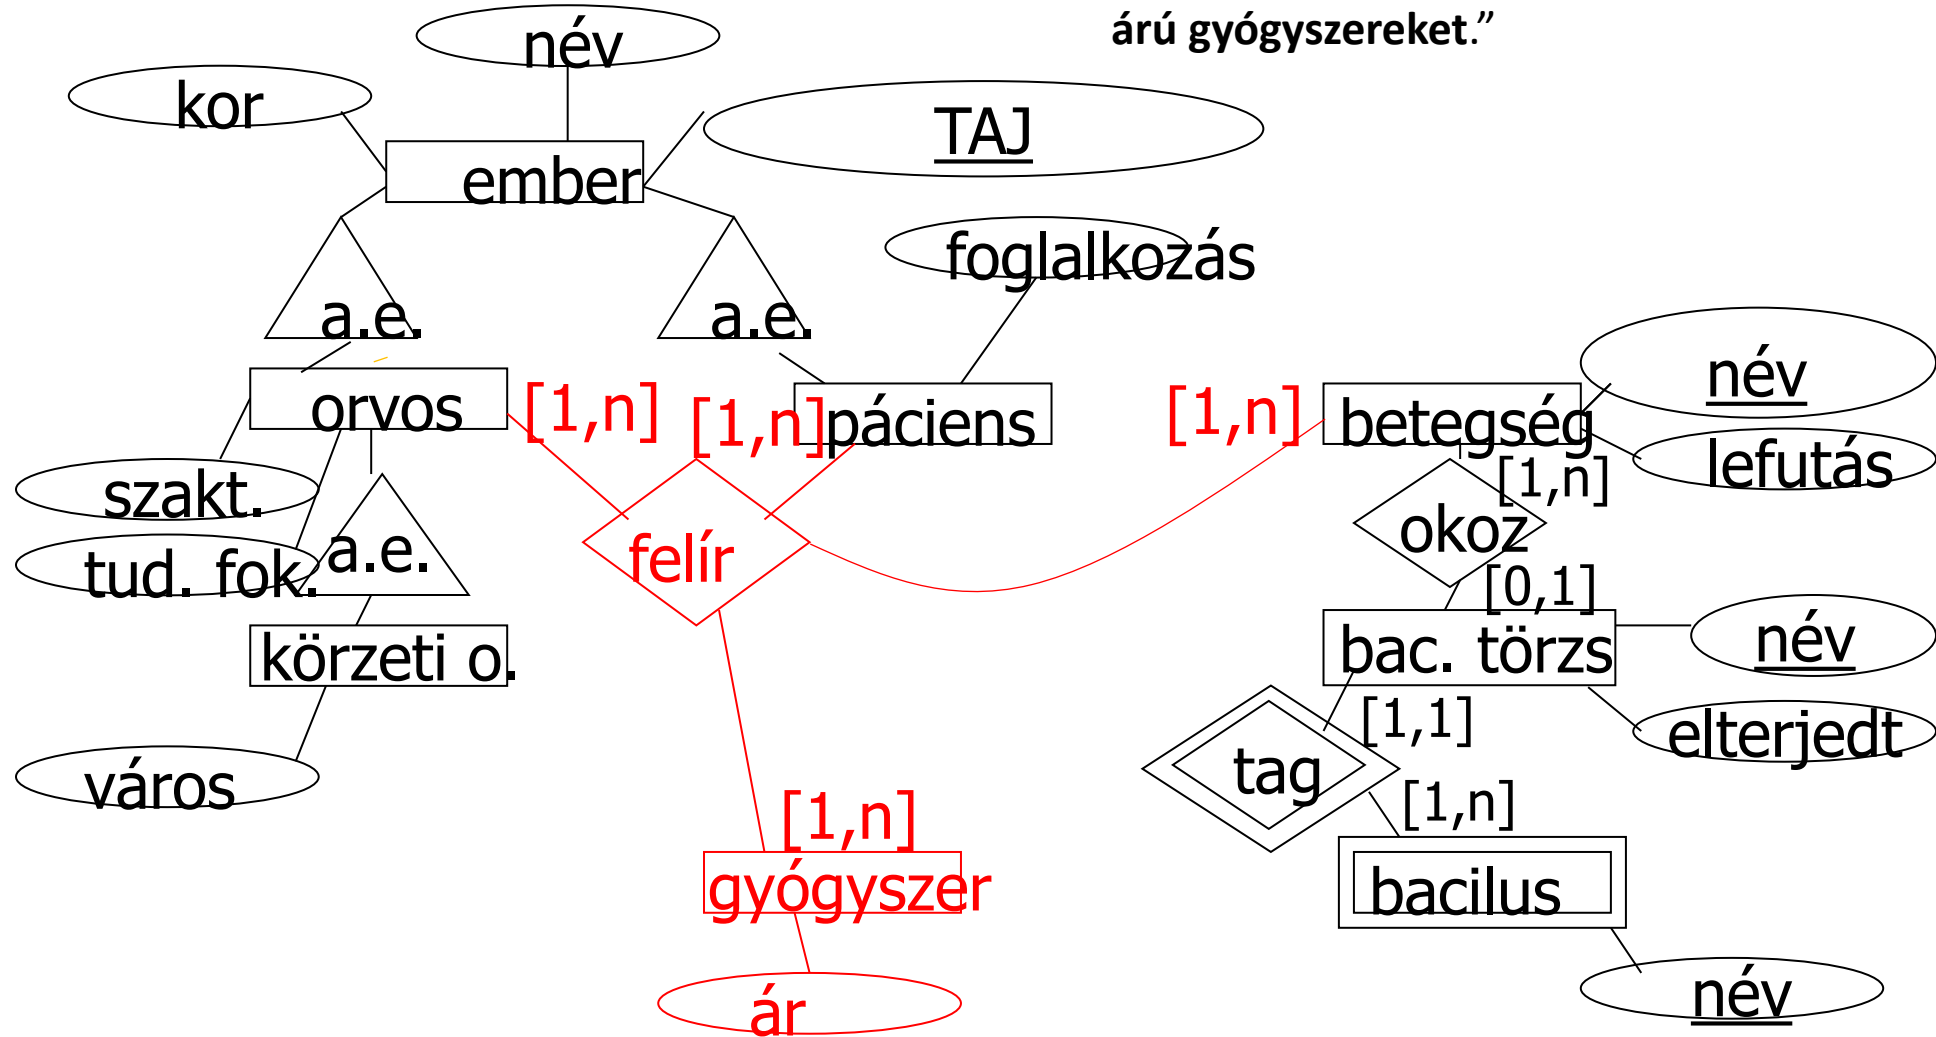 árú gyógyszereket.”
név
kor
TAJ
ember
foglalkozás
a.e.
a.e.
név
orvos
[1,n]
[1,n]
páciens
[1,n]
betegség
lefutás
szakt.
[1,n]
okoz
tud. fok.
a.e.
felír
[0,1]
körzeti o.
bac. törzs
név
[1,1]
elterjedt
város
tag
[1,n]
[1,n]
gyógyszer
bacilus
ár
név